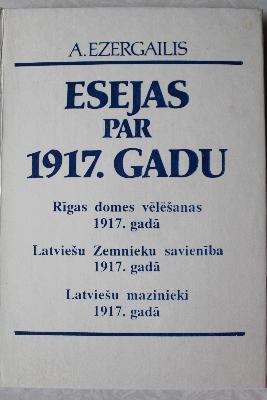 A. EZERGAILIS
ESEJAS
PAR
1917. GADU
Rīgas domes vēlēšanas
1917. gadā
Latviešu Zemnieku savienība
1917. gadā
Latviešu mazinieki
1917. gadā